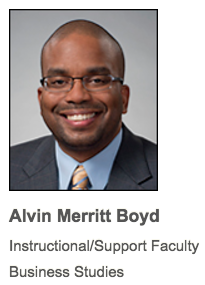 Alvin Merritt Boyd
Instructional/Support Faculty
Business Studies